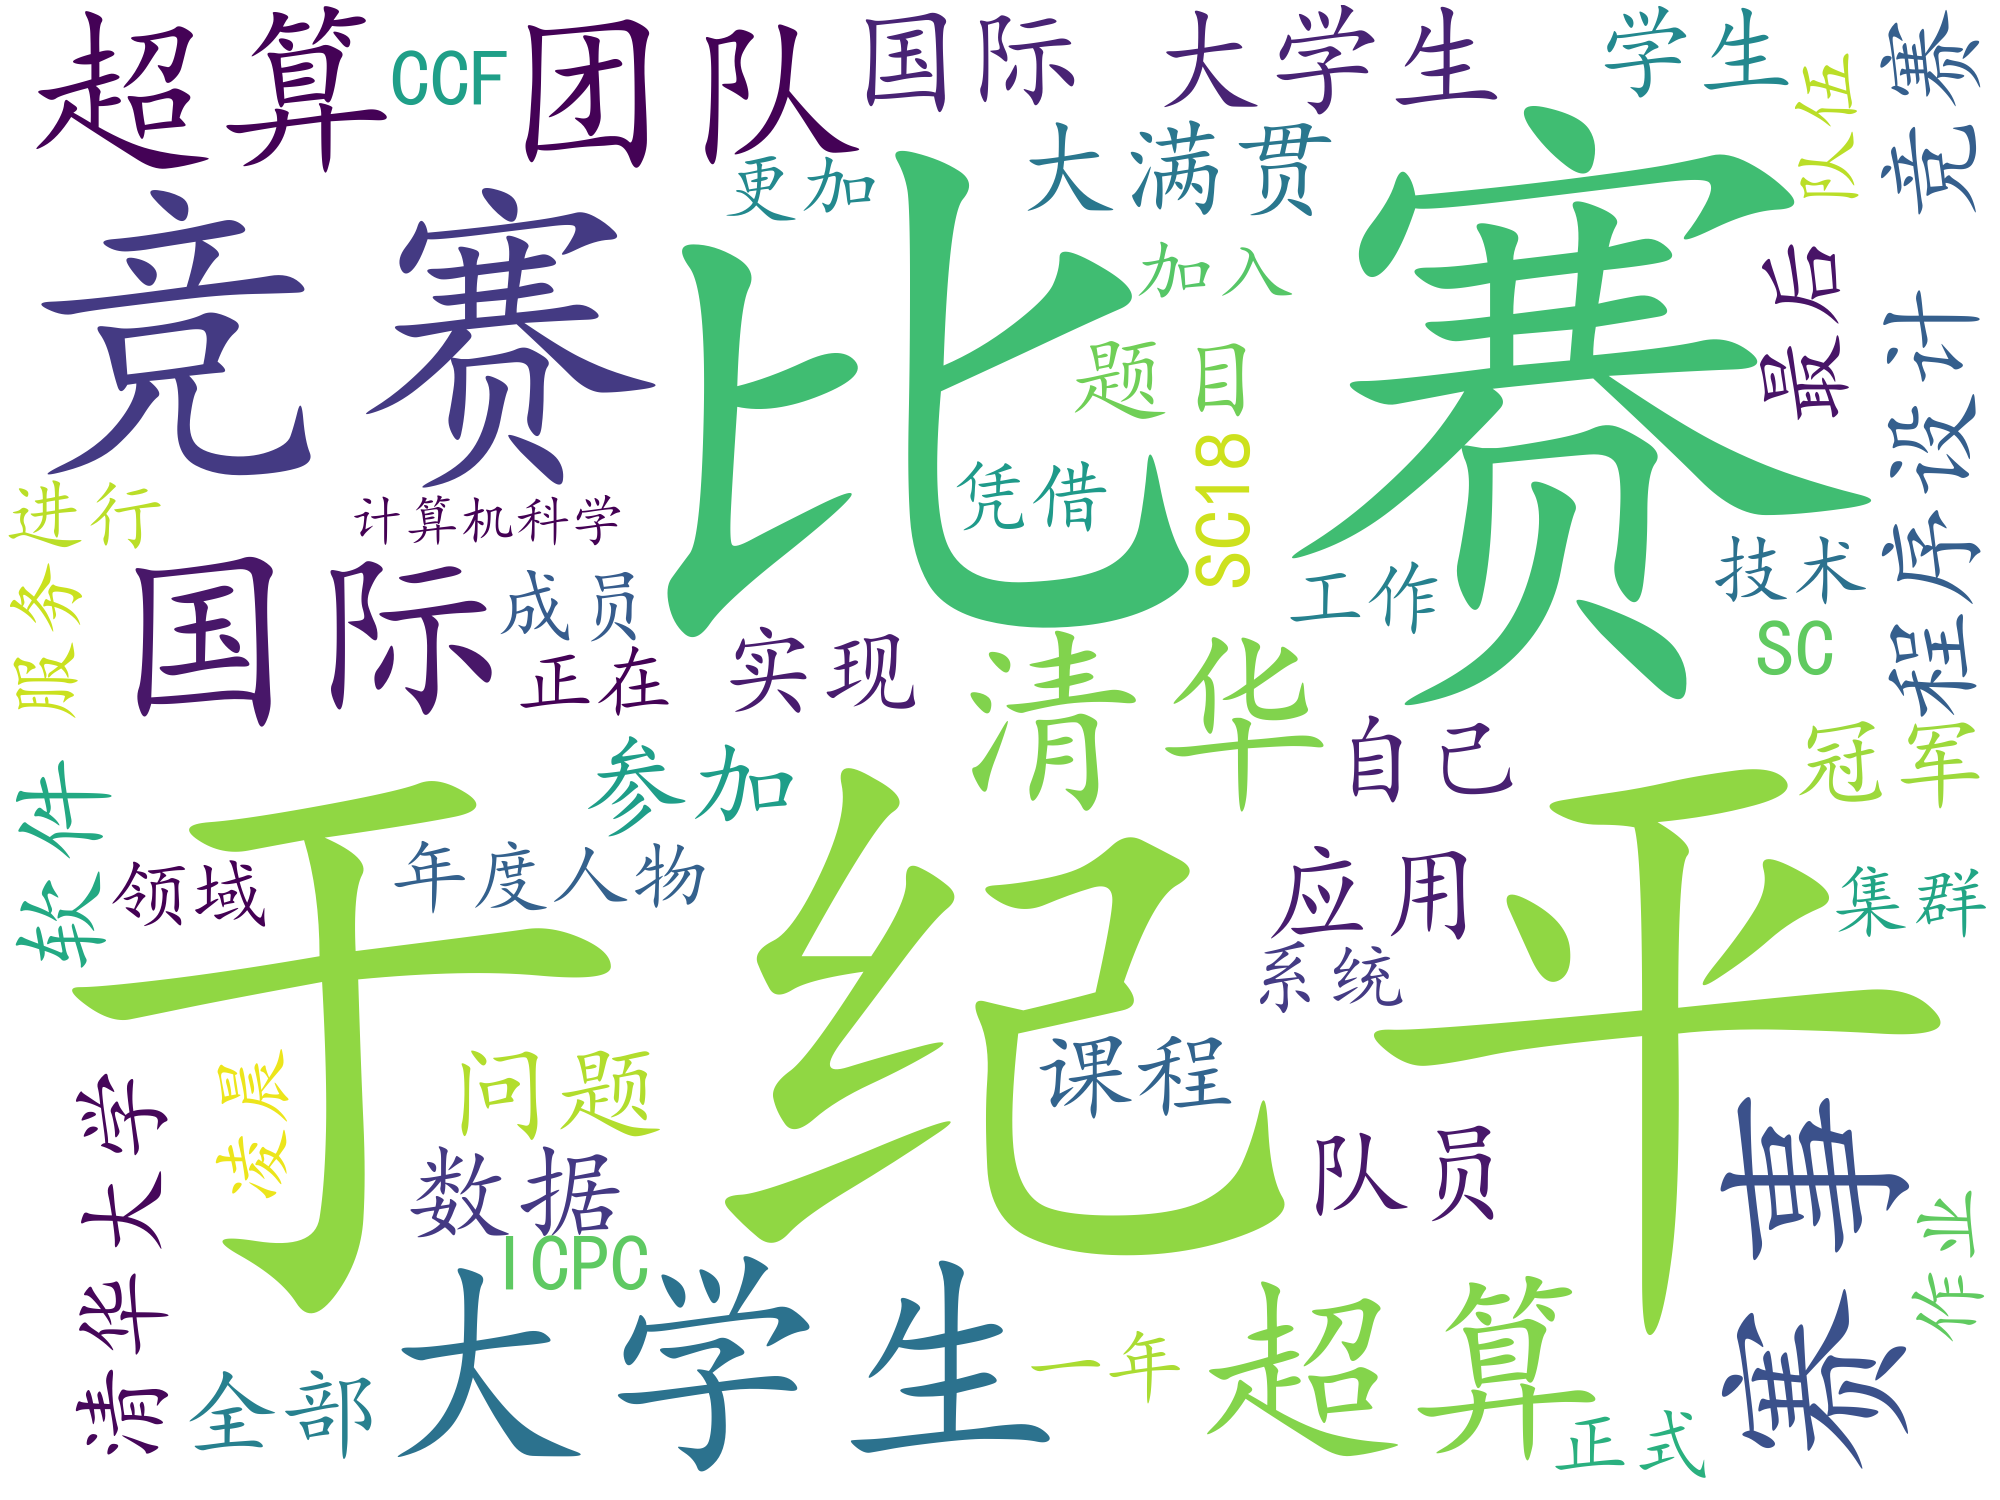 超算团队
CCF
国际大学生
学生
队伍
程序设计竞赛
更加
大满贯
竞赛
比赛
加入
题目
最后
凭借
SC18
进行
计算机科学
国际
成员
工作
技术
服务
正在
实现
清华
SC
自己
冠军
软件
参加
领域
年度人物
于纪平
应用
系统
集群
凌晨
问题
课程
清华大学
数据
队员
赛事
作业
ICPC
大学生
全部
一年
超算
正式